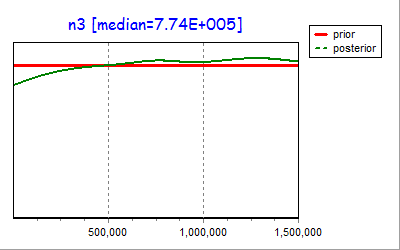 n3 [median=7.74E+005]
prior
posterior
500,000
1,000,000
1,500,000